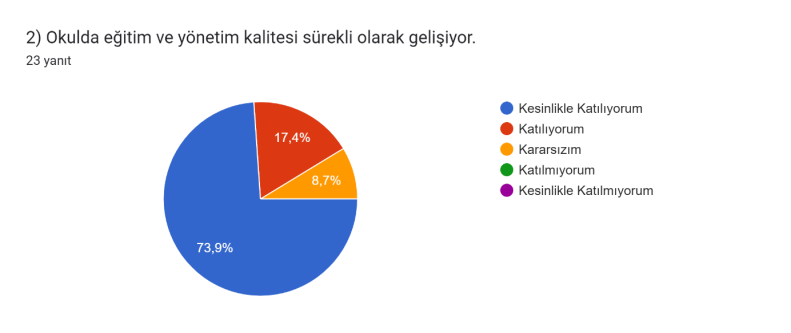 2) Okulda eğitim ve yönetim kalitesi sürekli olarak gelişiyor.
23 yanıt
17,4%
8,7%
73,9%
Kesinlikle Katılıyorum
Katılıyorum
Kararsızım
Katılmıyorum
Kesinlikle Katılmıyorum